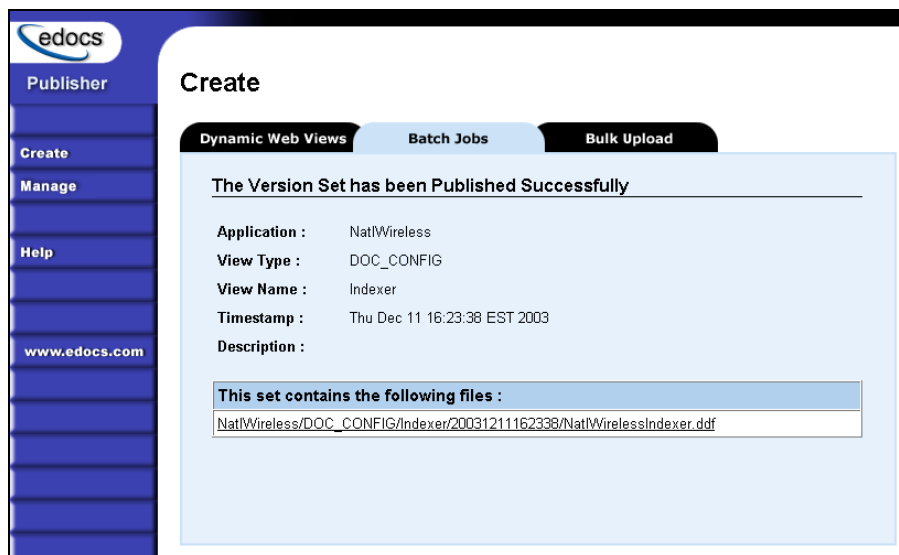 edocs
Publisher
Create
Manage
Help
www.edocs.com
Create
Dynamic Web Views
Batch Jobs
Bulk Upload
The Version Set has been Published Successfully
Application : NatlWireless
View Type : DOC_CONFIG
View Name : Indexer
Timestamp : Thu Dec 11 16:23:38 EST 2003
Description :
This set contains the following files :
NatlWireless/DOC_CONFIG/Indexer/20031211162338/NatlWirelessIndexer.ddf